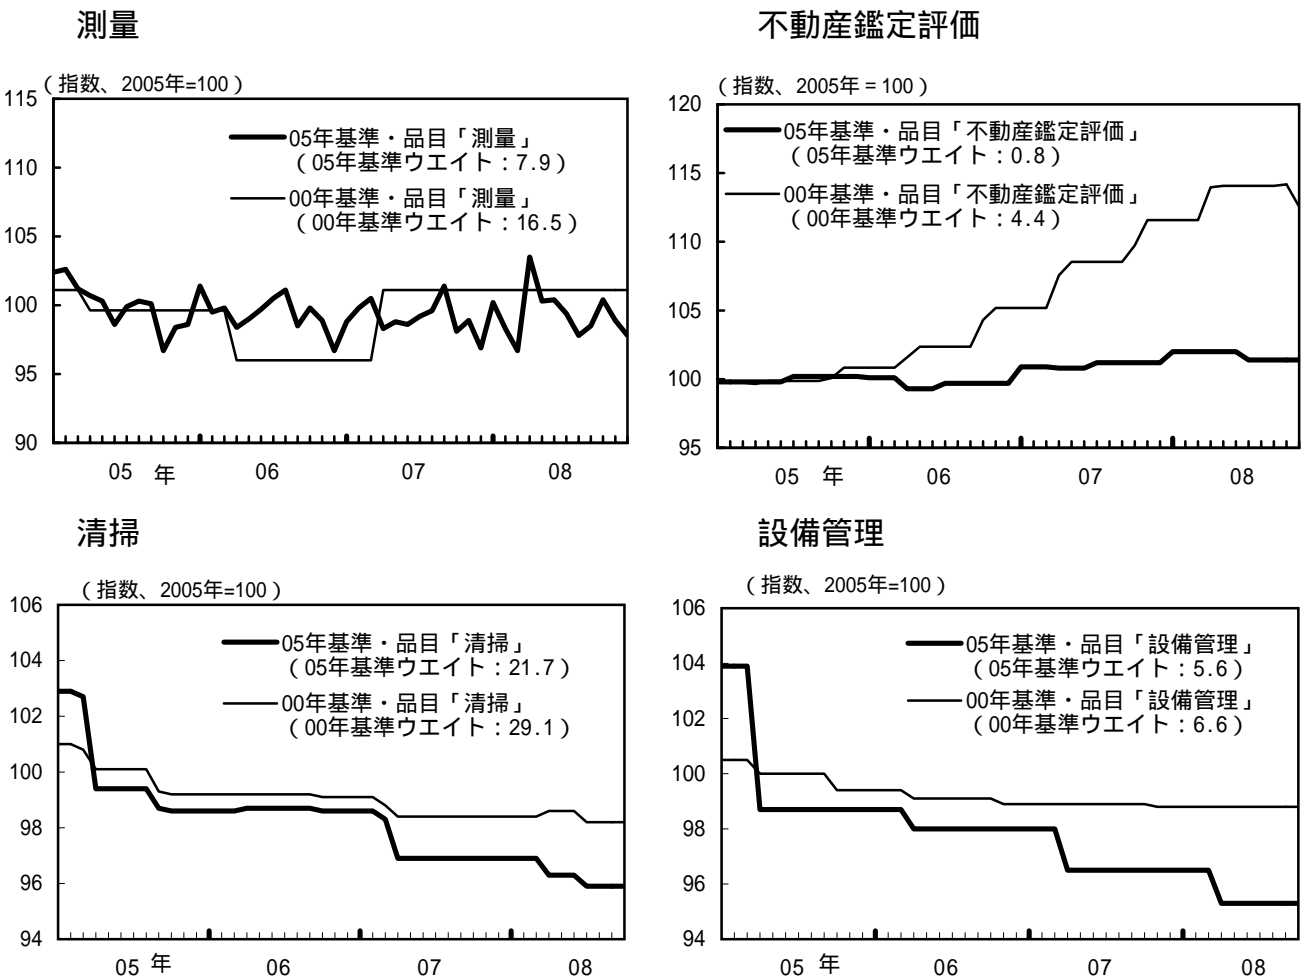 測量
（指数、2005年=100）
115
110
105
100
95
90
05年基準・品目「測量」
（05年基準ウエイト：7.9）
00年基準・品目「測量」
（00年基準ウエイト：16.5）
05 年 06 07 08
不動産鑑定評価
（指数、2005年＝100）
120
115
110
105
100
95
05年基準・品目「不動産鑑定評価」
（05年基準ウエイト：0.8）
00年基準・品目「不動産鑑定評価」
（00年基準ウエイト：4.4）
05 年 06 07 08
清掃
（指数、2005年=100）
106
104
102
100
98
96
94
05年基準・品目「清掃」
（05年基準ウエイト：21.7）
00年基準・品目「清掃」
（00年基準ウエイト：29.1）
05 年 06 07 08
設備管理
（指数、2005年=100）
106
104
102
100
98
96
94
05年基準・品目「設備管理」
（05年基準ウエイト：5.6）
00年基準・品目「設備管理」
（00年基準ウエイト：6.6）
05 年 06 07 08